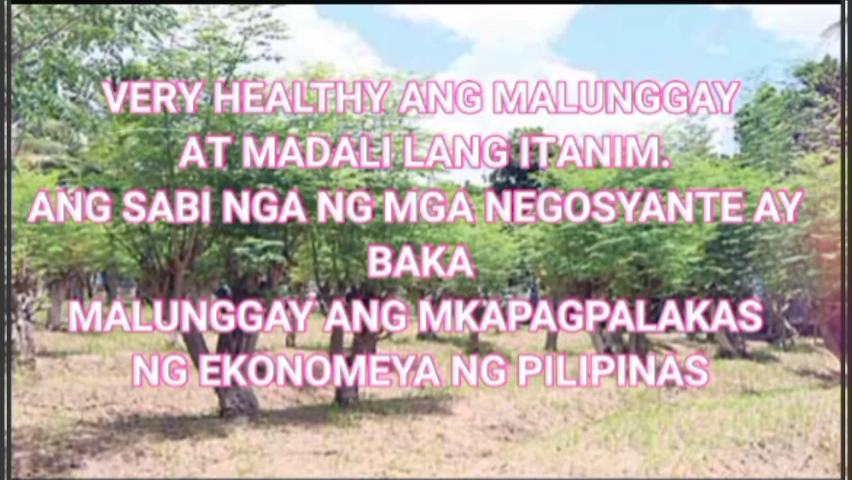 VERY HEALTHY ANG MALUNGGAY
AT MADALI LANG ITANIM.
ANG SABI NGA NG MGA NEGOSYANTE AY
BAKA
MALUNGGAY ANG MKAPAGPALAKAS
NG EKONOMEYA NG PILIPINAS